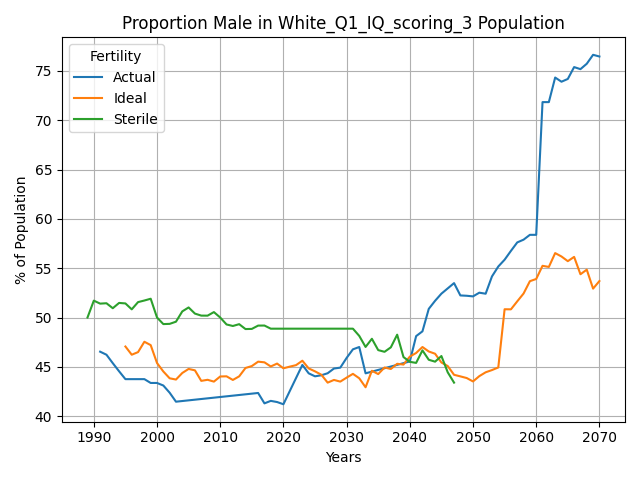 Proportion Male in White_Q1_IQ_scoring_3 Population
Fertility
Actual
Ideal
Sterile
% of Population
75
70
65
60
55
50
45
40
1990 2000 2010 2020 2030 2040 2050 2060 2070
Years